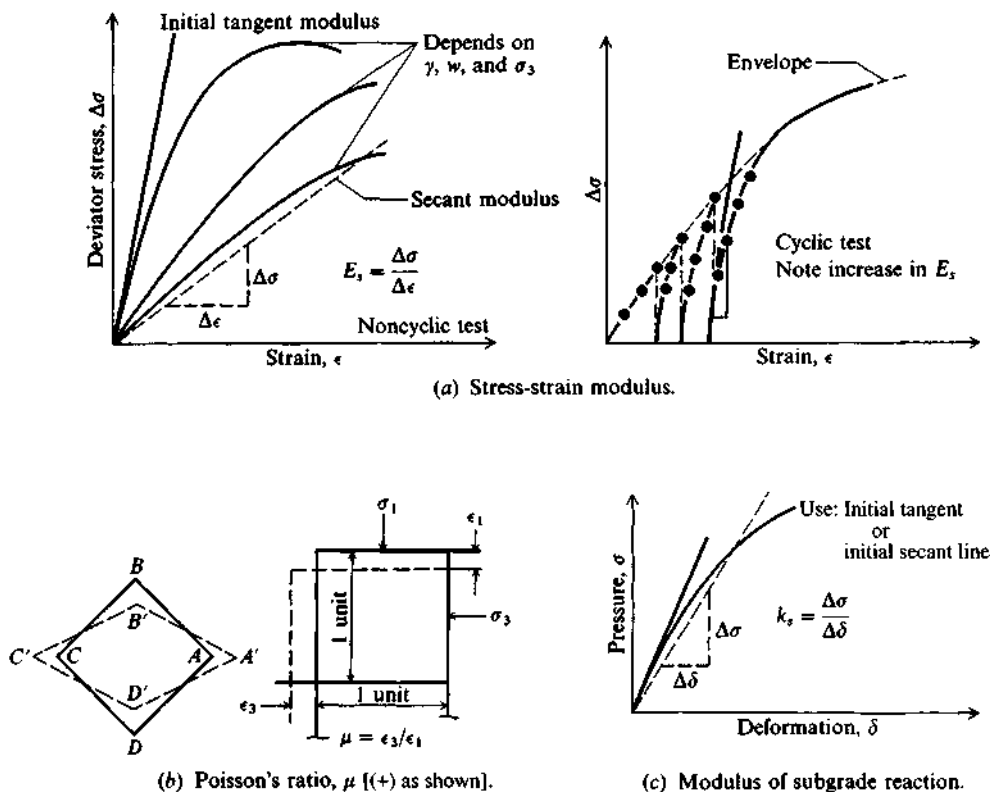 Initial tangent modulus
Depends on
γ, w, and σ3
Deviator stress, Δσ
Secant modulus
Δσ
Es = Δσ/Δϵ
Δϵ
Noncyclic test
Strain, ϵ
Envelope
Δσ
Cyclic test
Note increase in Es
Strain, ϵ
(a) Stress-strain modulus.
B
B'
C'
C
A
A'
D'
D
σ1
ϵ1
1 unit
σ3
1 unit
ϵ3
μ = ϵ3/ϵ1
(b) Poisson's ratio, μ [(+) as shown].
Use: Initial tangent
or
initial secant line
Pressure, σ
Δσ
ks = Δσ/Δδ
Δδ
Deformation, δ
(c) Modulus of subgrade reaction.